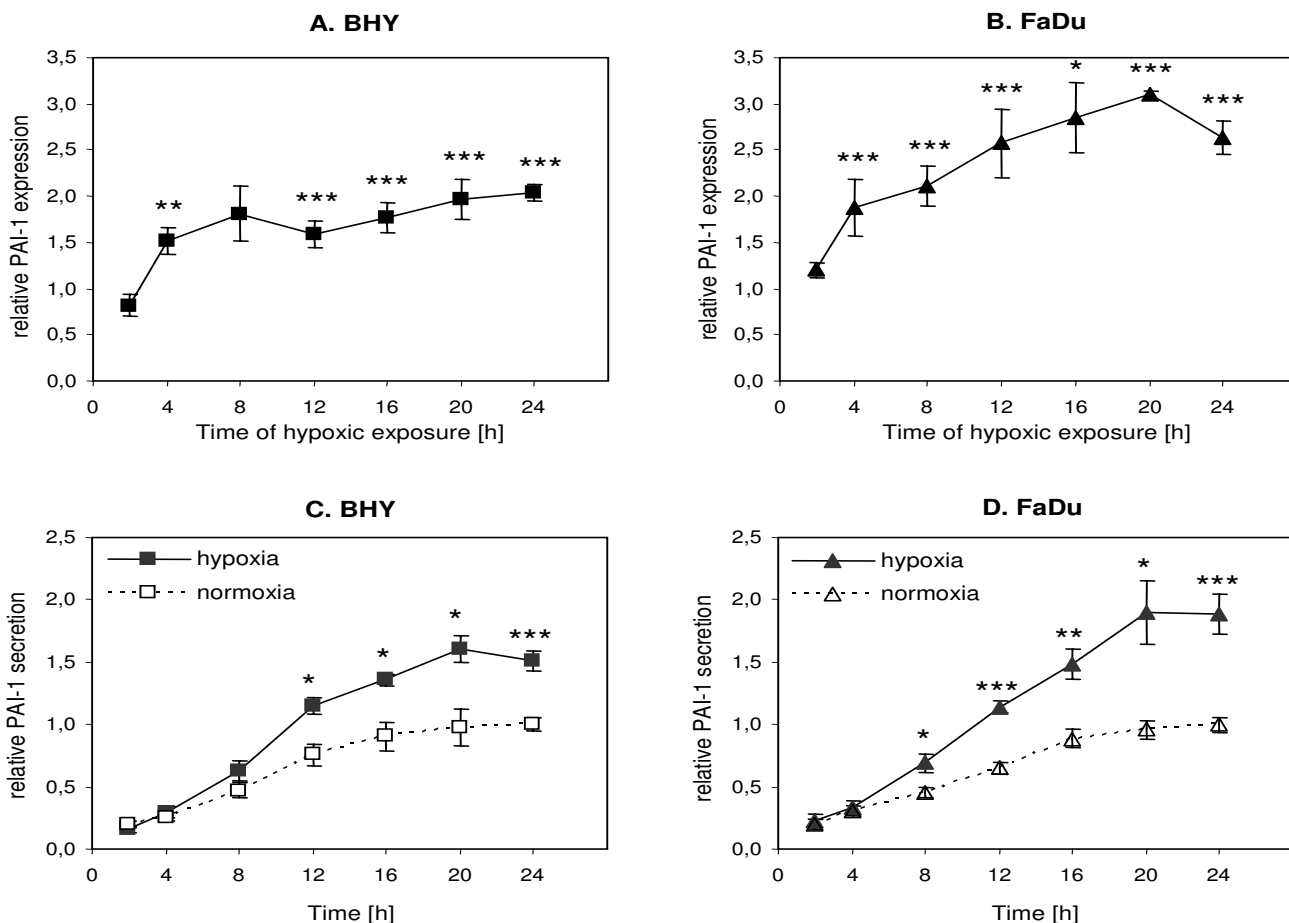 A. BHY
3,5
3,0
2,5
2,0
1,5
1,0
0,5
0,0
relative PAI-1 expression
** *** *** *** ***
0 4 8 12 16 20 24
Time of hypoxic exposure [h]
B. FaDu
3,5
3,0
2,5
2,0
1,5
1,0
0,5
0,0
relative PAI-1 expression
*** *** *** * *** ***
0 4 8 12 16 20 24
Time of hypoxic exposure [h]
C. BHY
2,5
2,0
1,5
1,0
0,5
0,0
relative PAI-1 secretion
hypoxia
normoxia
* * * ***
0 4 8 12 16 20 24
Time [h]
D. FaDu
2,5
2,0
1,5
1,0
0,5
0,0
relative PAI-1 secretion
hypoxia
normoxia
* *** ** * ***
0 4 8 12 16 20 24
Time [h]